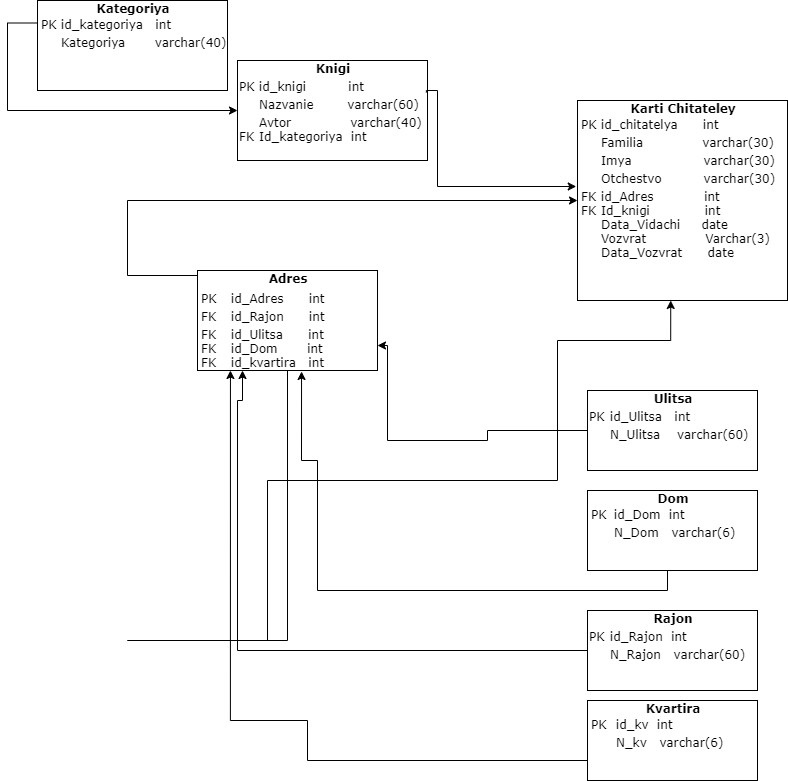 Kategoriya
PK id_kategoriya int
Kategoriya varchar(40)
Knigi
PK id_knigi int
Nazvanie varchar(60)
Avtor varchar(40)
FK Id_kategoriya int
Karti Chitateley
PK id_chitatelya int
Familia varchar(30)
Imya varchar(30)
Otchestvo varchar(30)
FK id_Adres int
FK Id_knigi int
Data_Vidachi date
Vozvrat Varchar(3)
Data_Vozvrat date
Adres
PK id_Adres int
FK id_Rajon int
FK id_Ulitsa int
FK id_Dom int
FK id_kvartira int
Ulitsa
PK id_Ulitsa int
N_Ulitsa varchar(60)
Dom
PK id_Dom int
N_Dom varchar(6)
Rajon
PK id_Rajon int
N_Rajon varchar(60)
Kvartira
PK id_kv int
N_kv varchar(6)